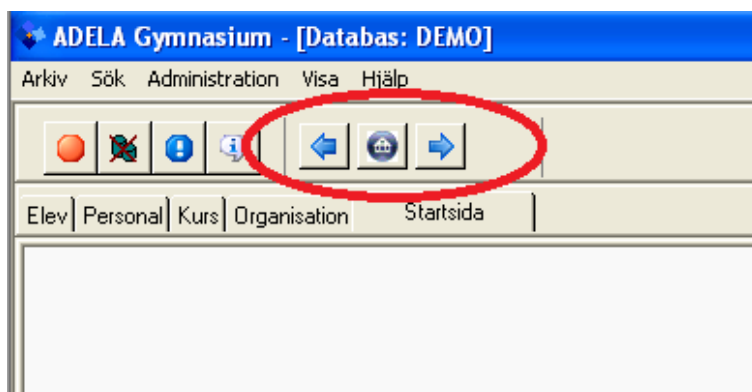 ADELA Gymnasium - [Databas: DEMO]
Arkiv Sök Administration Visa Hjälp
Elev Personal Kurs Organisation Startsida